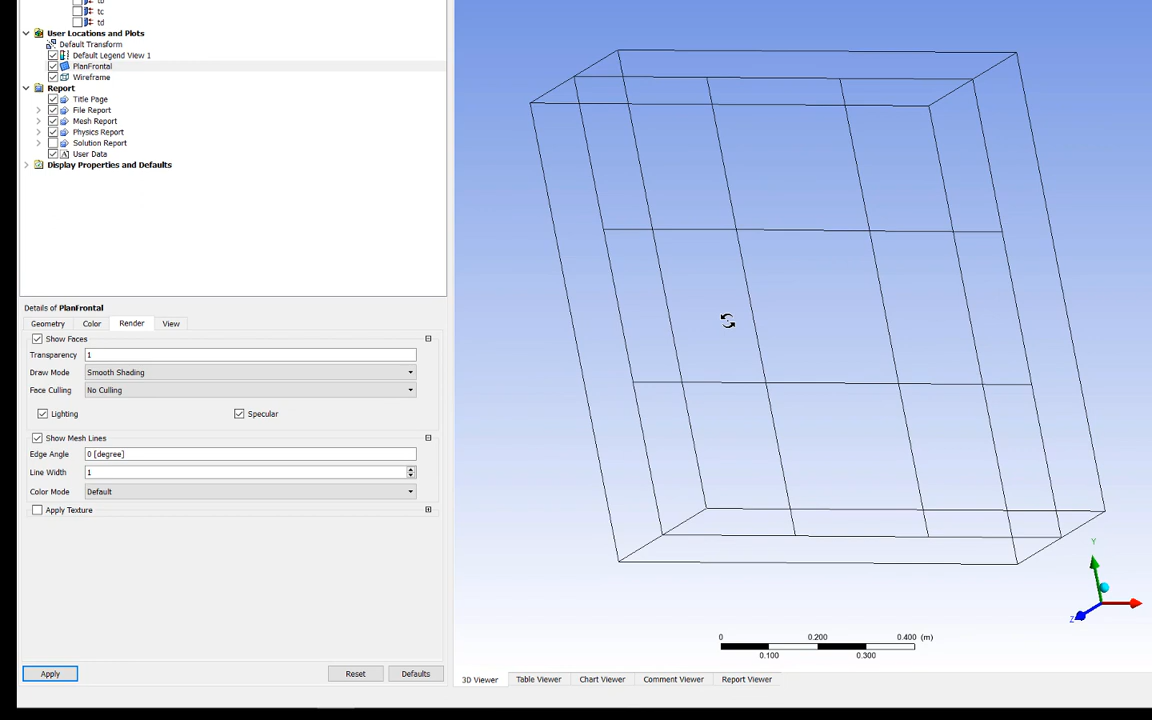 tb
tc
td
User Locations and Plots
Default Transform
Default Legend View 1
PlanFrontal
Wireframe
Report
Title Page
File Report
Mesh Report
Physics Report
Solution Report
A User Data
Display Properties and Defaults
Details of PlanFrontal
Geometry Color Render View
Show Faces
Transparency 1
Draw Mode Smooth Shading
Face Culling No Culling
Lighting Specular
Show Mesh Lines
Edge Angle 0 [degree]
Line Width 1
Color Mode Default
Apply Texture
Apply Reset Defaults
Y
Z
0 0.200 0.400 (m)
0.100 0.300
3D Viewer Table Viewer Chart Viewer Comment Viewer Report Viewer